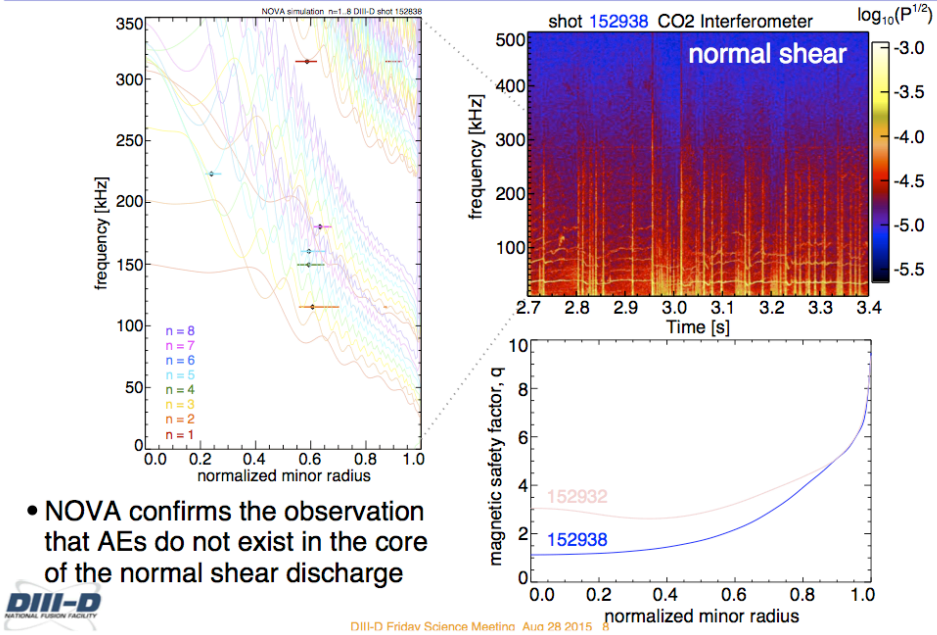 NOVA simulation n=1..8 DIII-D shot 152838
350
300
250
200
150
100
50
0
frequency [kHz]
n = 8
n = 7
n = 6
n = 5
n = 4
n = 3
n = 2
n = 1
0.0 0.2 0.4 0.6 0.8 1.0
normalized minor radius
shot 152938 CO2 Interferometer
log10(P^1/2)
normal shear
500
400
300
200
100
frequency [kHz]
2.7 2.8 2.9 3.0 3.1 3.2 3.3 3.4
Time [s]
-3.0
-3.5
-4.0
-4.5
-5.0
-5.5
10
8
6
4
2
0
magnetic safety factor, q
152932
152938
0.0 0.2 0.4 0.6 0.8 1.0
normalized minor radius
• NOVA confirms the observation
that AEs do not exist in the core
of the normal shear discharge
DIII-D
NATIONAL FUSION FACILITY
DIII-D Friday Science Meeting Aug 28 2015 8